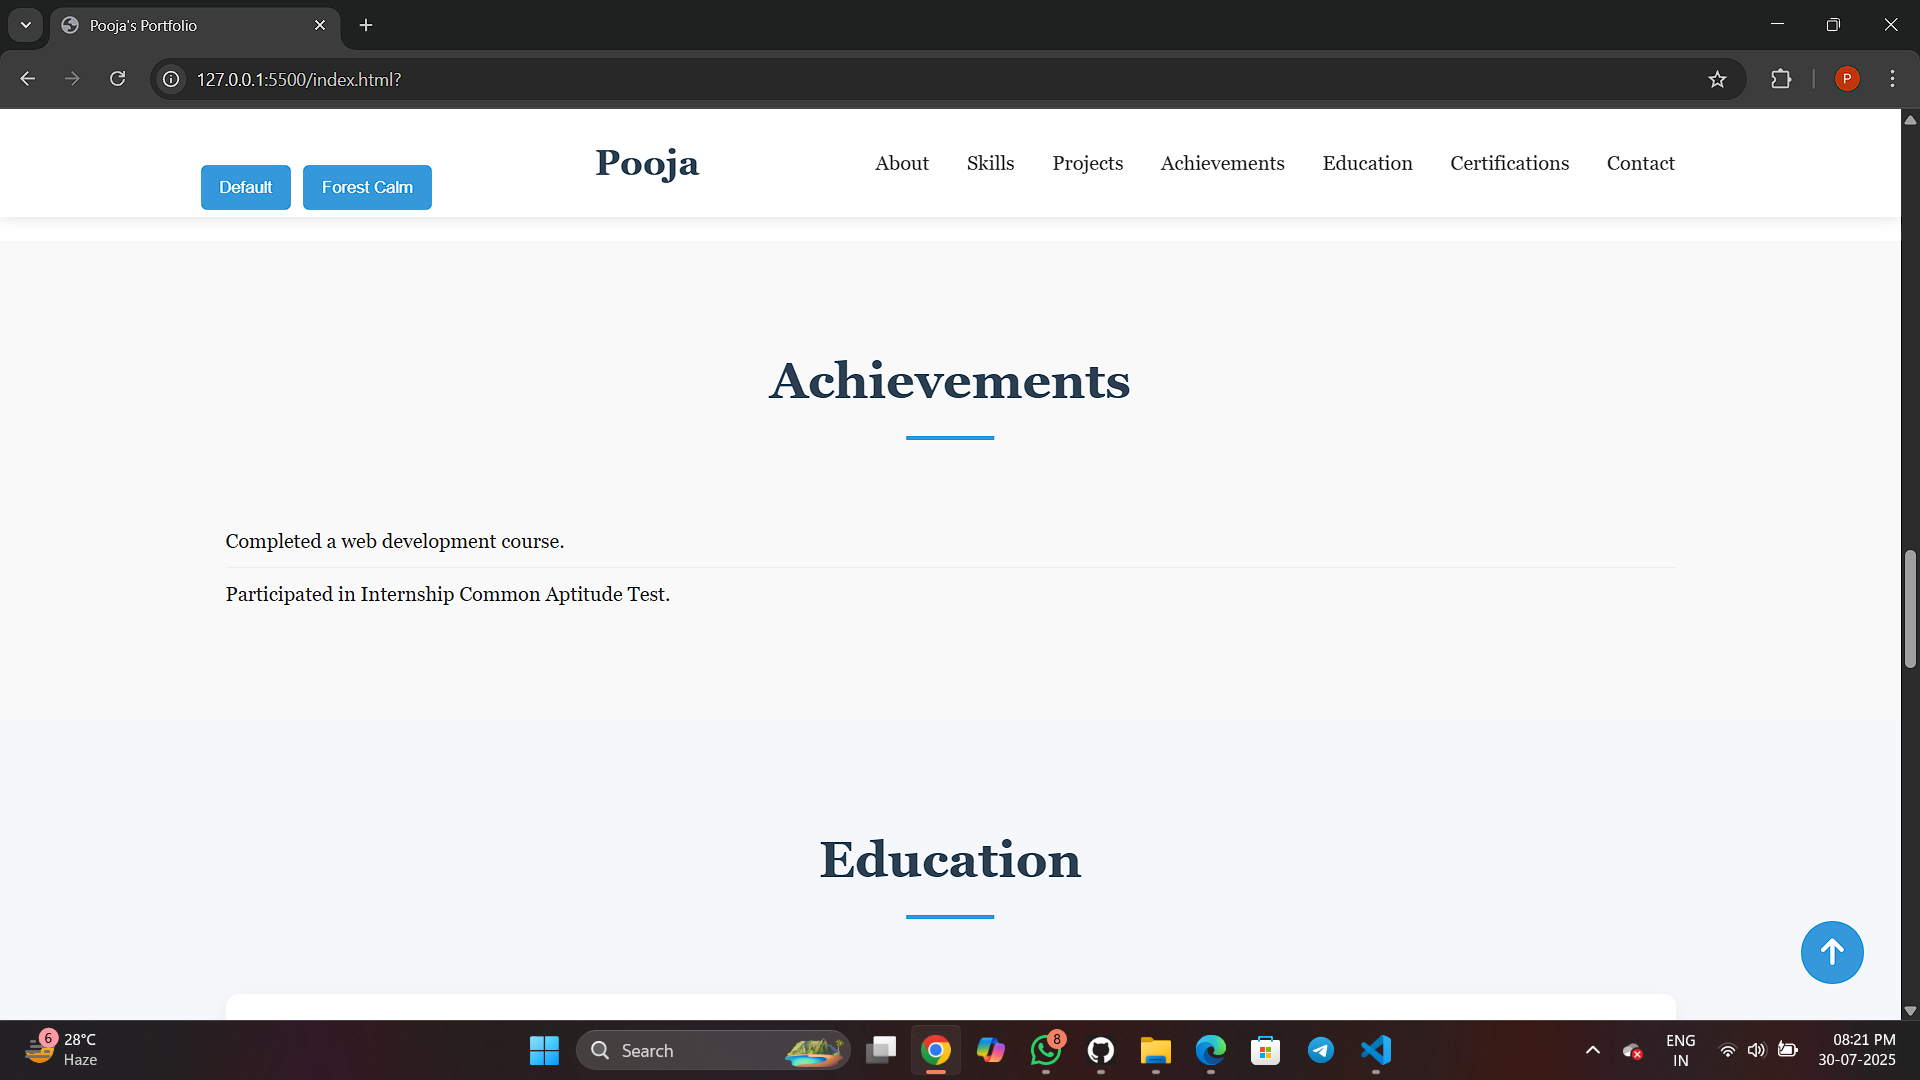 Pooja's Portfolio
127.0.0.1:5500/index.html?
P
Default
Forest Calm
Pooja
About
Skills
Projects
Achievements
Education
Certifications
Contact
Achievements
Completed a web development course.
Participated in Internship Common Aptitude Test.
Education
6
28°C
Haze
Search
8
ENG
IN
08:21 PM
30-07-2025